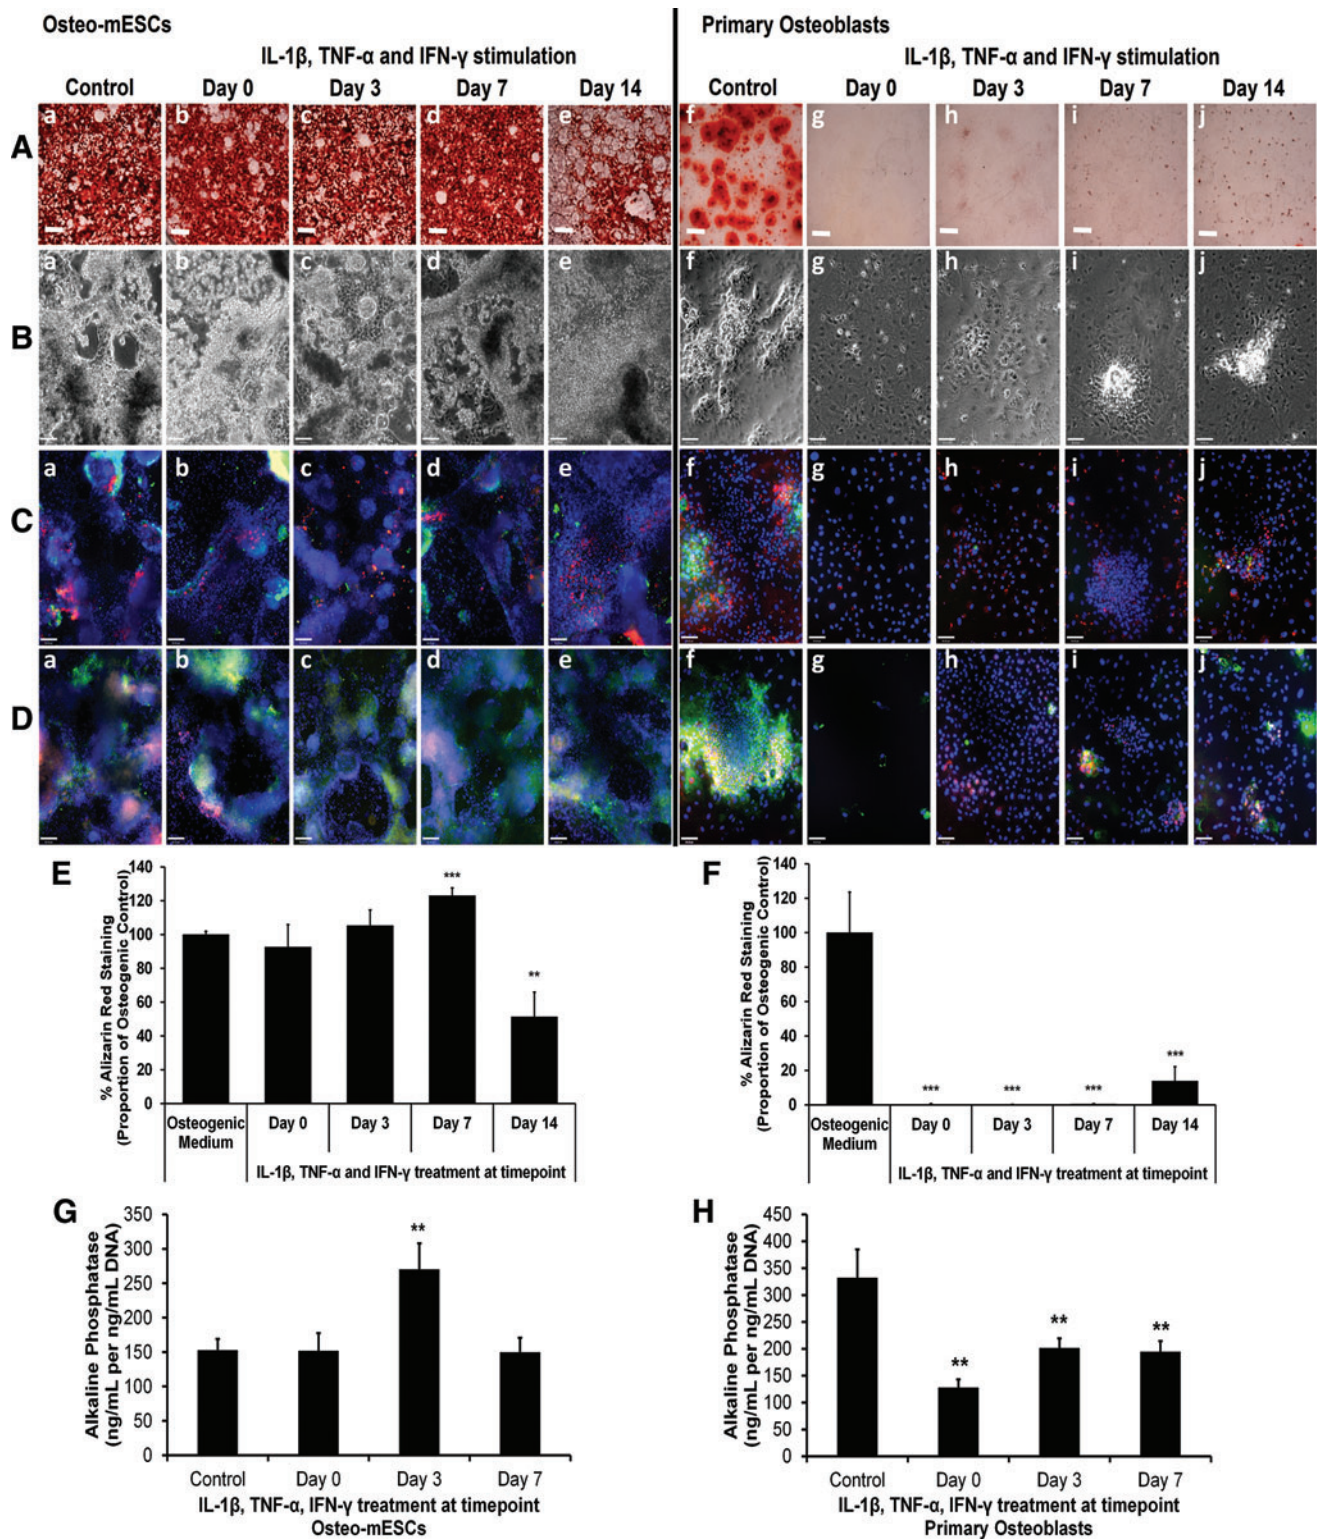 Osteo-mESCs
Primary Osteoblasts
IL-1β, TNF-α and IFN-γ stimulation
IL-1β, TNF-α and IFN-γ stimulation
Control Day 0 Day 3 Day 7 Day 14 Control Day 0 Day 3 Day 7 Day 14
A a b c d e f g h i j
B a b c d e f g h i j
C a b c d e f g h i j
D a b c d e f g h i j
E
% Alizarin Red Staining
(Proportion of Osteogenic Control)
140
120
100
80
60
40
20
0
***
**
Osteogenic
Medium
Day 0 Day 3 Day 7 Day 14
IL-1β, TNF-α and IFN-γ treatment at timepoint
F
% Alizarin Red Staining
(Proportion of Osteogenic Control)
140
120
100
80
60
40
20
0
*** *** *** ***
Osteogenic
Medium
Day 0 Day 3 Day 7 Day 14
IL-1β, TNF-α and IFN-γ treatment at timepoint
G
Alkaline Phosphatase
(ng/mL per ng/mL DNA)
350
300
250
200
150
100
50
0
**
Control Day 0 Day 3 Day 7
IL-1β, TNF-α, IFN-γ treatment at timepoint
Osteo-mESCs
H
Alkaline Phosphatase
(ng/mL per ng/mL DNA)
450
400
350
300
250
200
150
100
50
0
** ** **
Control Day 0 Day 3 Day 7
IL-1β, TNF-α, IFN-γ treatment at timepoint
Primary Osteoblasts